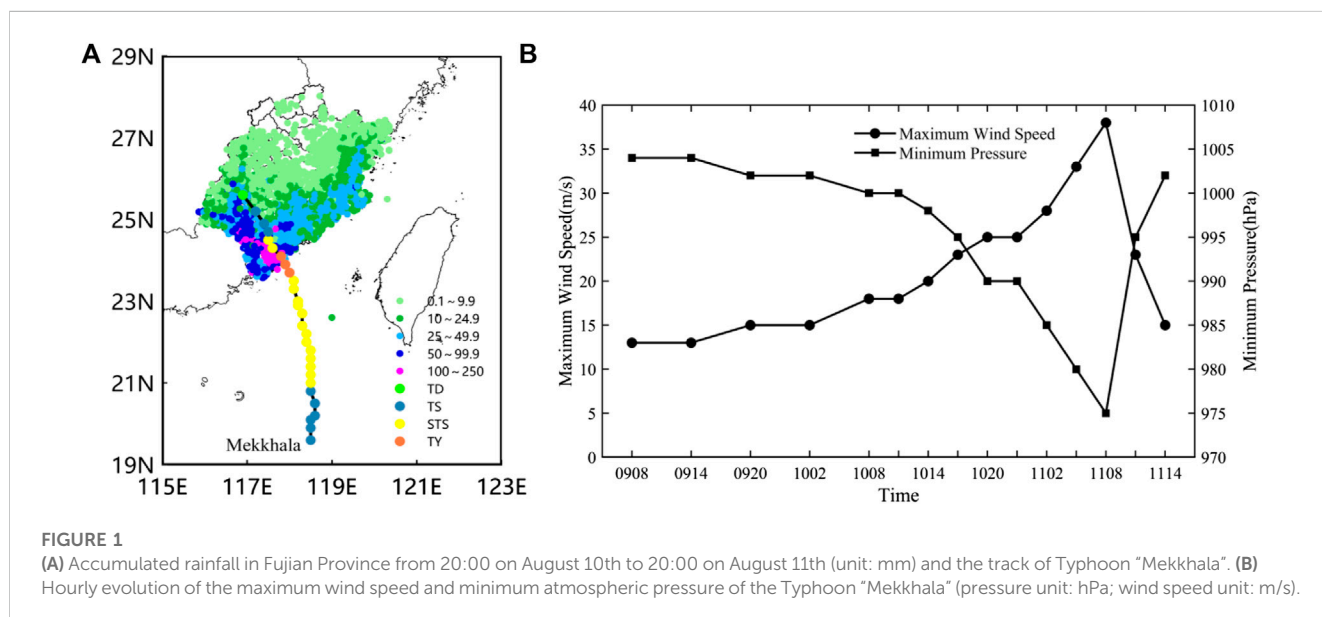 A
29N
27N
25N
23N
21N
19N
115E 117E 119E 121E 123E
0.1~9.9
10~24.9
25~49.9
50~99.9
100~250
TD
TS
STS
TY
Mekkhala
B
Maximum Wind Speed(m/s)
40
35
30
25
20
15
10
5
0
Maximum Wind Speed
Minimum Pressure
1010
1005
1000
995
990
985
980
975
970
Minimum Pressure(hPa)
0908 0914 0920 1002 1008 1014 1020 1102 1108 1114
Time
FIGURE 1
(A) Accumulated rainfall in Fujian Province from 20:00 on August 10th to 20:00 on August 11th (unit: mm) and the track of Typhoon “Mekkhala”. (B)
Hourly evolution of the maximum wind speed and minimum atmospheric pressure of the Typhoon “Mekkhala” (pressure unit: hPa; wind speed unit: m/s).